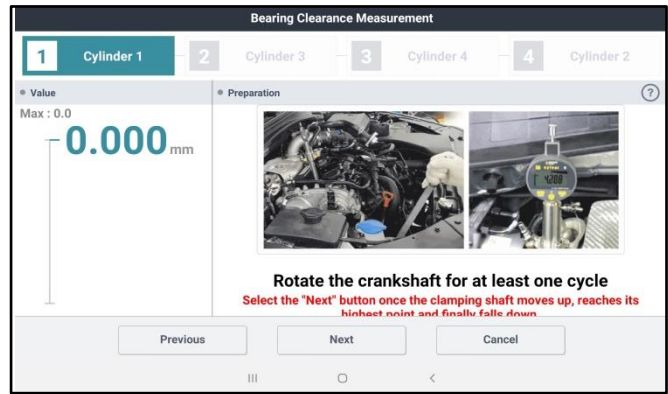 Bearing Clearance Measurement
1 Cylinder 1 2 Cylinder 3 3 Cylinder 4 4 Cylinder 2
Value
Preparation
?
Max : 0.0
0.000 mm
Rotate the crankshaft for at least one cycle
Select the "Next" button once the clamping shaft moves up, reaches its
highest point and finally falls down
Previous Next Cancel